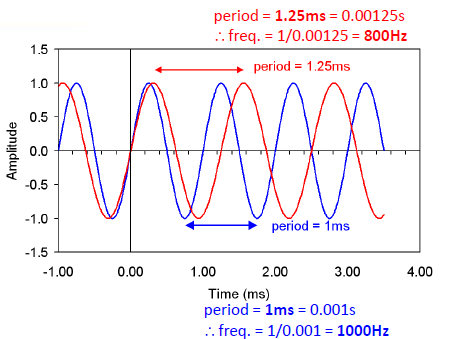 period = 1.25ms = 0.00125s
∴ freq. = 1/0.00125 = 800Hz
1.5
period = 1.25ms
1.0
0.5
0.0
-0.5
-1.0
period = 1ms
-1.5
Amplitude
-1.00 0.00 1.00 2.00 3.00 4.00
Time (ms)
period = 1ms = 0.001s
∴ freq. = 1/0.001 = 1000Hz